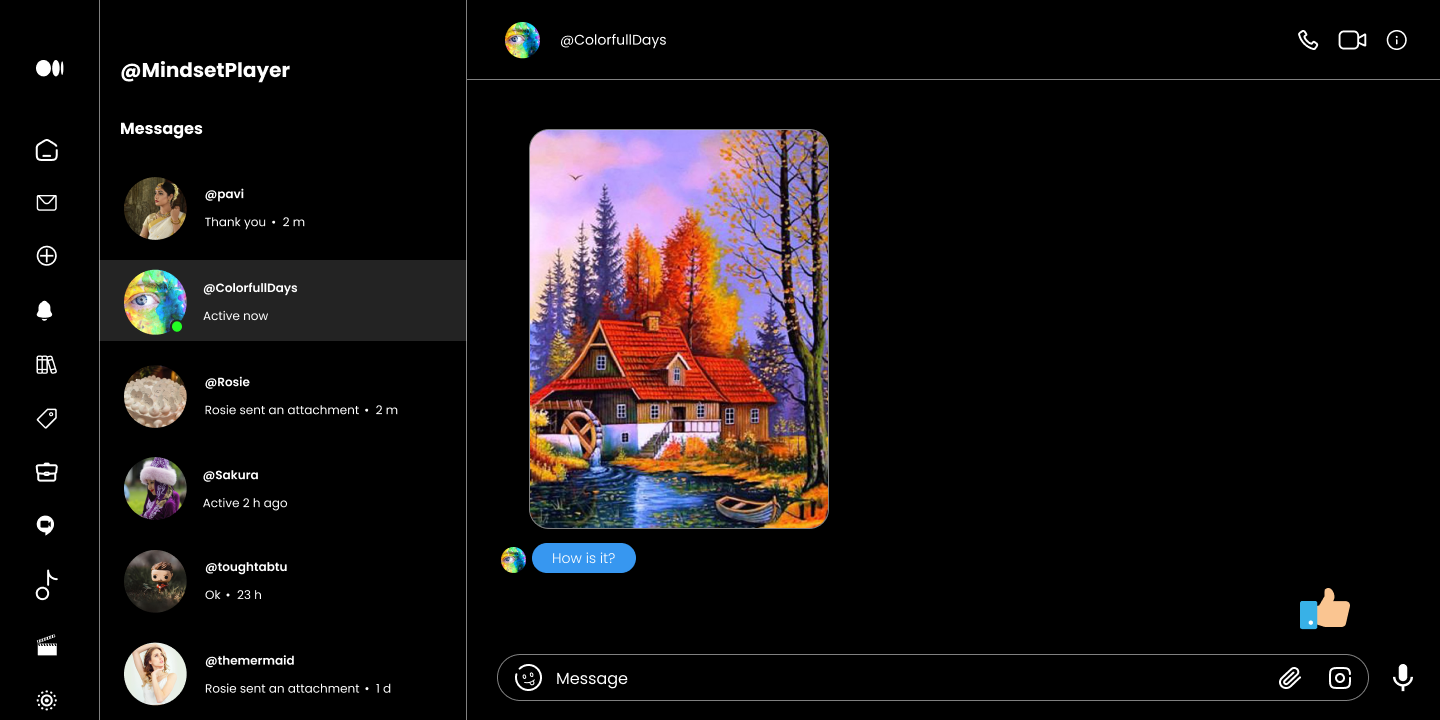 @MindsetPlayer
Messages
@pavi
Thank you • 2 m
@ColorfullDays
Active now
@Rosie
Rosie sent an attachment • 2 m
@Sakura
Active 2 h ago
@toughtabtu
Ok • 23 h
@themermaid
Rosie sent an attachment • 1 d
@ColorfullDays
How is it?
Message